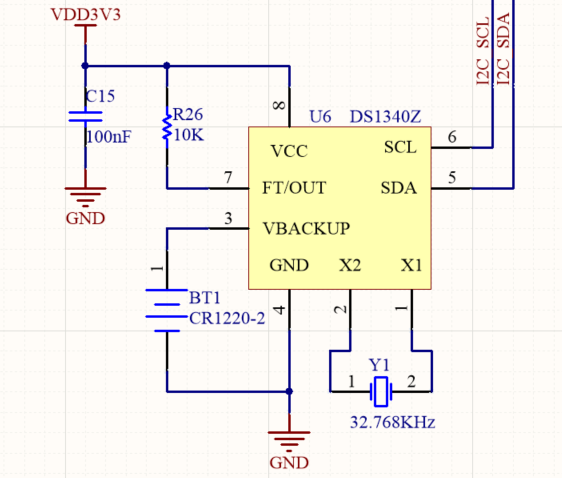 VDD3V3
I2C SCL
I2C SDA
C15
100nF
GND
R26
10K
8
U6 DS1340Z
VCC
SCL
6
7
FT/OUT
SDA
5
3
VBACKUP
GND
X2
X1
1
BT1
CR1220-2
4
2
1
Y1
1
2
32.768KHz
GND